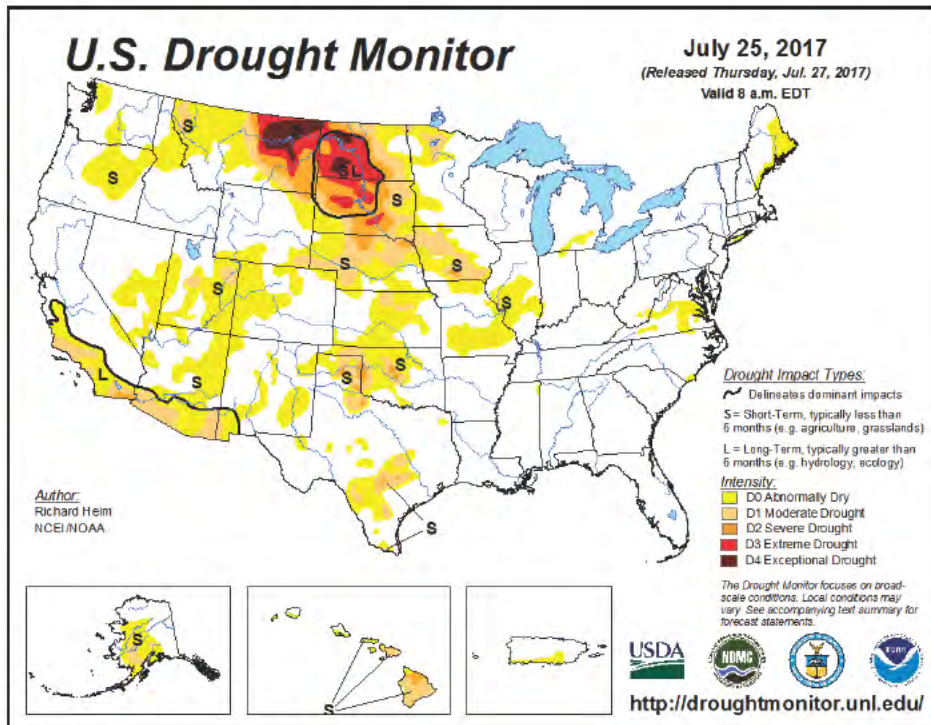 U.S. Drought Monitor
July 25, 2017
(Released Thursday, Jul. 27, 2017)
Valid 8 a.m. EDT
S
S
SL
S
S
S
S
S
S
S
S
L
S
Drought Impact Types:
Delineates dominant impacts
S = Short-Term, typically less than
6 months (e.g. agriculture, grasslands)
L = Long-Term, typically greater than
6 months (e.g. hydrology, ecology)
Intensity:
D0 Abnormally Dry
D1 Moderate Drought
D2 Severe Drought
D3 Extreme Drought
D4 Exceptional Drought
Author:
Richard Heim
NCEI/NOAA
The Drought Monitor focuses on broad-
scale conditions. Local conditions may
vary. See accompanying text summary for
forecast statements.
S
S
USDA
NDMC
http://droughtmonitor.unl.edu/